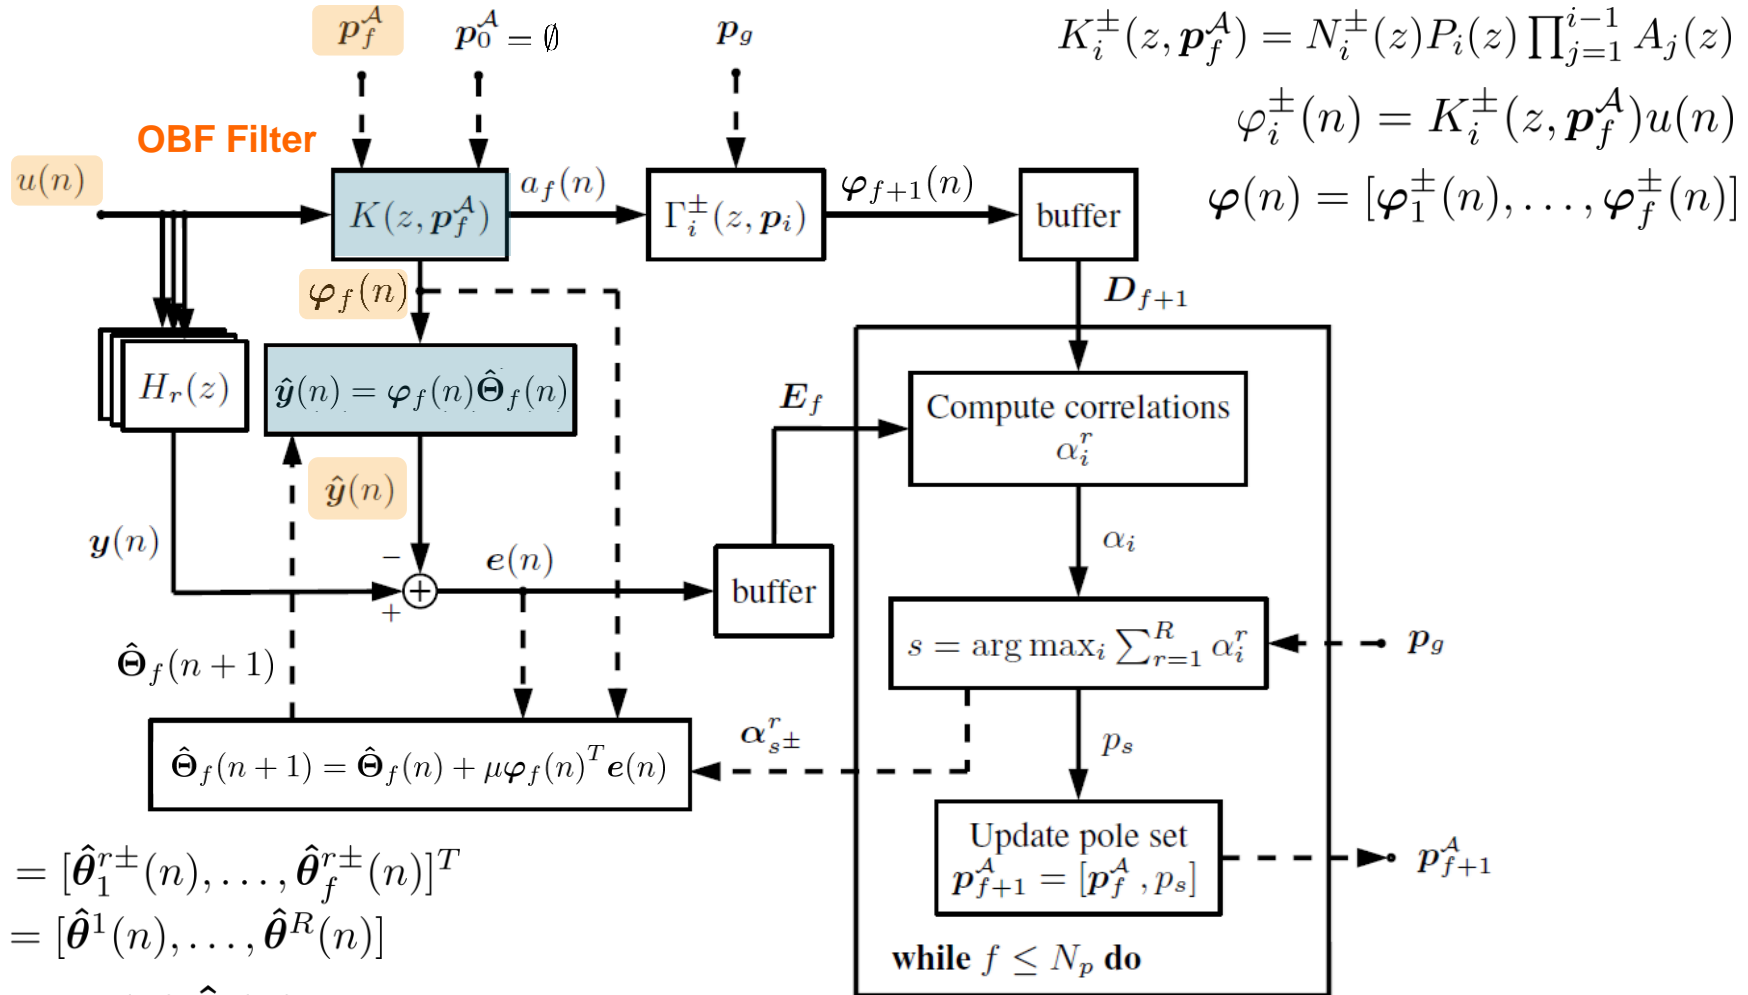 p_f^A
p_0^A = ∅
p_g
K_i^±(z, p_f^A) = N_i^±(z)P_i(z) ∏_{j=1}^{i-1} A_j(z)
φ_i^±(n) = K_i^±(z, p_f^A)u(n)
φ(n) = [φ_1^±(n), . . . , φ_f^±(n)]
OBF Filter
u(n)
K(z, p_f^A)
a_f(n)
Γ_i^±(z, p_i)
φ_{f+1}(n)
buffer
φ_f(n)
D_{f+1}
H_r(z)
ŷ(n) = φ_f(n)Θ̂_f(n)
E_f
Compute correlations
α_i^r
ŷ(n)
y(n)
−
+
+
e(n)
buffer
α_i
s = arg max_i ∑_{r=1}^R α_i^r
p_g
Θ̂_f(n + 1)
Θ̂_f(n + 1) = Θ̂_f(n) + μφ_f(n)^T e(n)
α_{s±}^r
p_s
Update pole set
p_{f+1}^A = [p_f^A , p_s]
p_{f+1}^A
while f ≤ N_p do
= [θ̂_1^{r±}(n), . . . , θ̂_f^{r±}(n)]^T
= [θ̂^1(n), . . . , θ̂^R(n)]